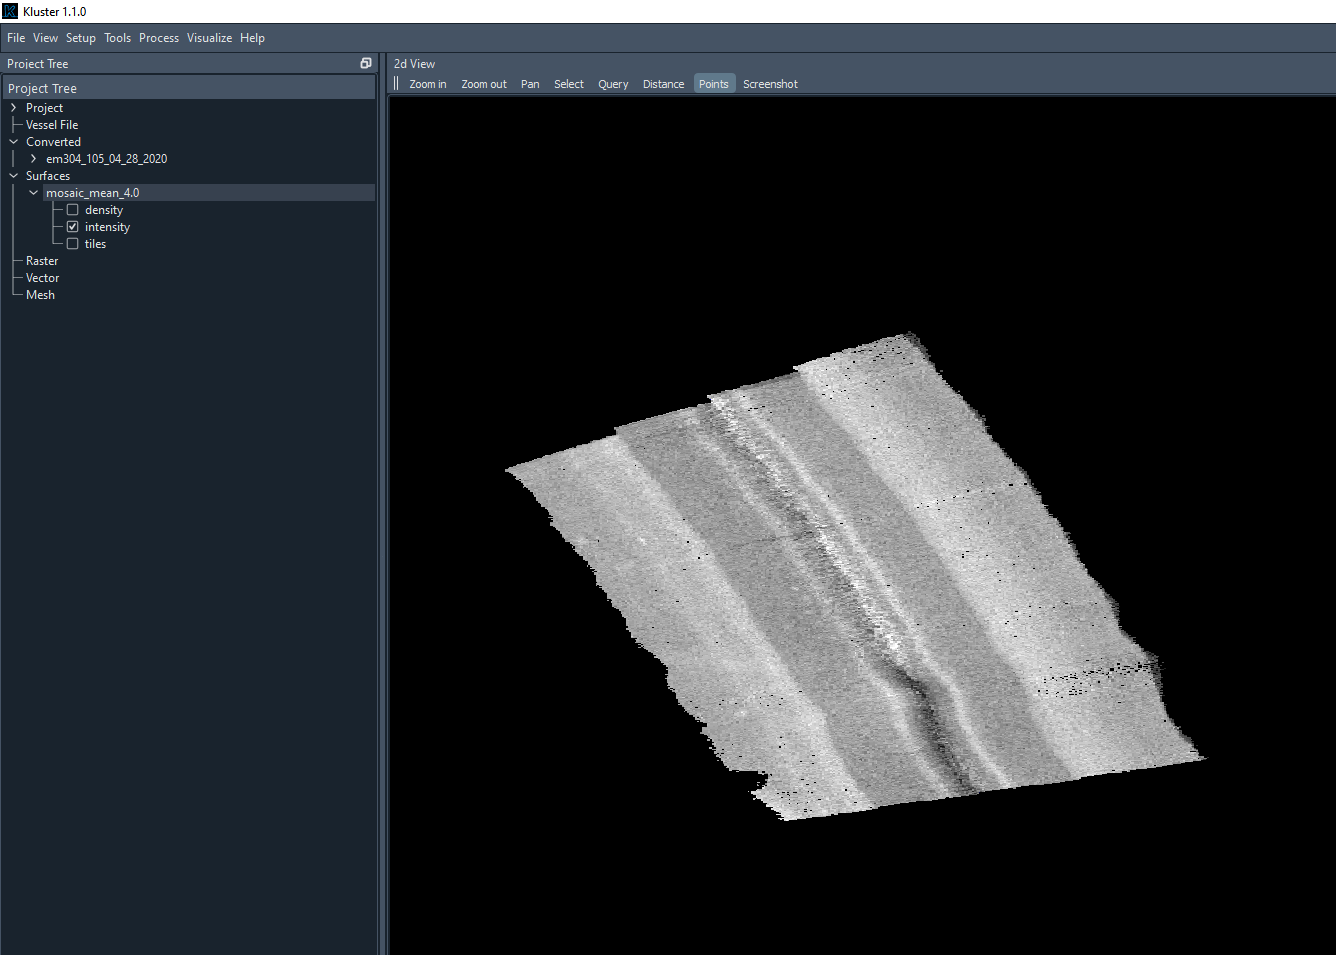 Kluster 1.1.0
File View Setup Tools Process Visualize Help
Project Tree
2d View
Project Tree
Zoom in Zoom out Pan Select Query Distance Points Screenshot
Project
Vessel File
Converted
em304_105_04_28_2020
Surfaces
mosaic_mean_4.0
density
intensity
tiles
Raster
Vector
Mesh